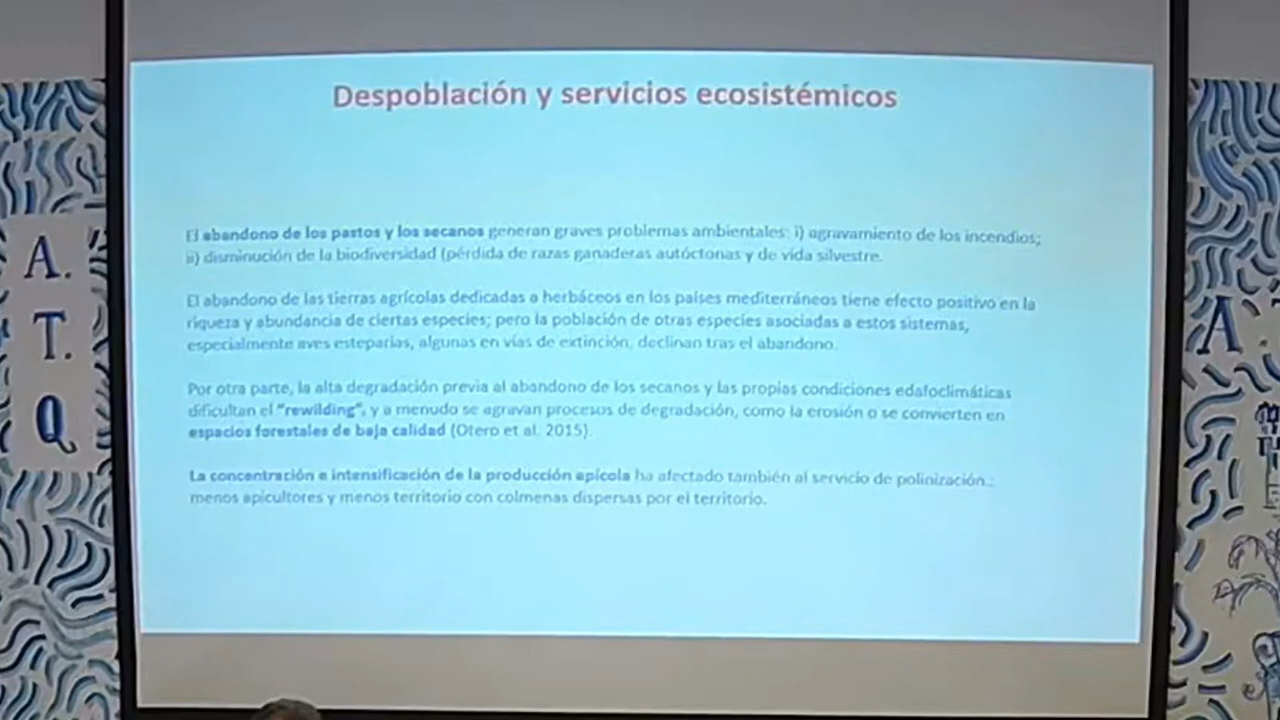 Despoblación y servicios ecosistémicos
El abandono de los pastos y los secanos generan graves problemas ambientales: i) agravamiento de los incendios;
ii) disminución de la biodiversidad (pérdida de razas ganaderas autóctonas y de vida silvestre.
El abandono de las tierras agrícolas dedicadas a herbáceos en los países mediterráneos tiene efecto positivo en la
riqueza y abundancia de ciertas especies; pero la población de otras especies asociadas a estos sistemas,
especialmente aves esteparias, algunas en vías de extinción, declinan tras el abandono.
Por otra parte, la alta degradación previa al abandono de los secanos y las propias condiciones edafoclimáticas
dificultan el "rewilding", y a menudo se agravan procesos de degradación, como la erosión o se convierten en
espacios forestales de baja calidad (Otero et al. 2015).
La concentración e intensificación de la producción apícola ha afectado también al servicio de polinización.:
menos apicultores y menos territorio con colmenas dispersas por el territorio.
A.
T.
Q
A.